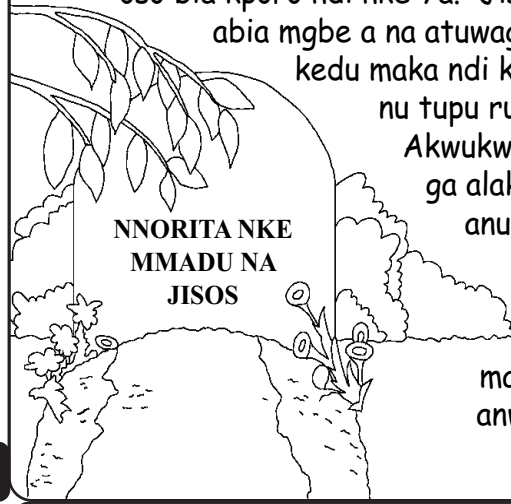 abia mgbe a na atuwag
kedu maka ndi k
nu tupu ru
Akwukw
ga alak
anu
NNORITA NKE
MMADU NA
JISOS
ma